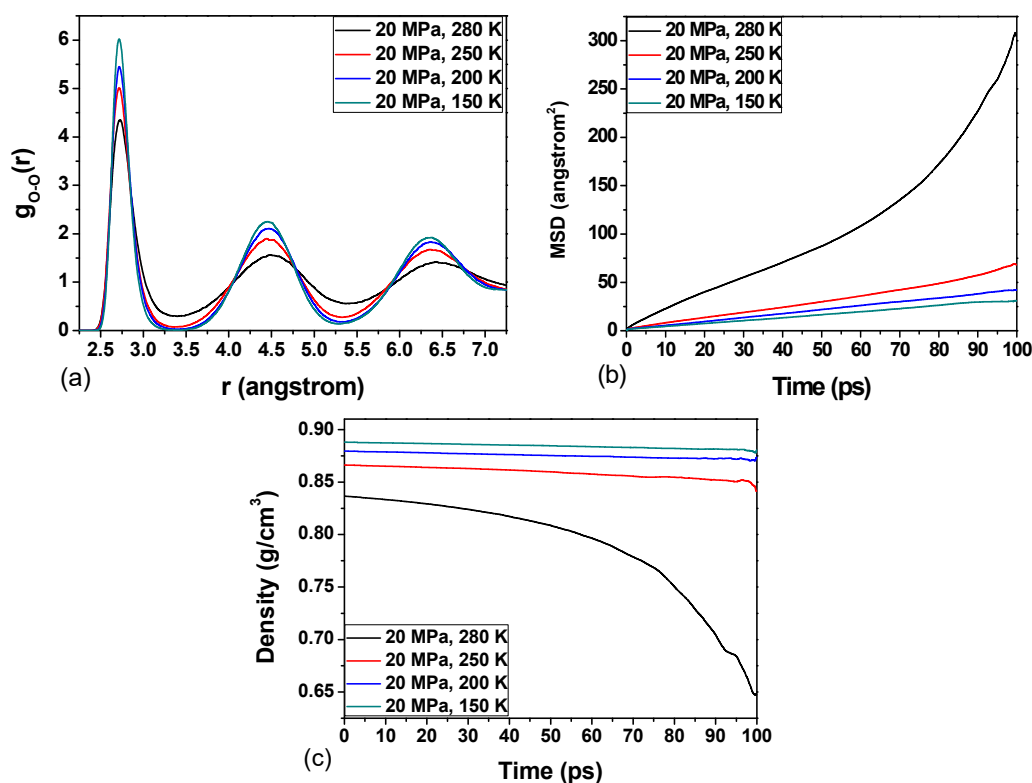 20 MPa, 280 K
20 MPa, 250 K
20 MPa, 200 K
20 MPa, 150 K
6
5
4
3
2
1
0
g_O-O(r)
2.5 3.0 3.5 4.0 4.5 5.0 5.5 6.0 6.5 7.0
r (angstrom)
(a)
20 MPa, 280 K
20 MPa, 250 K
20 MPa, 200 K
20 MPa, 150 K
300
250
200
150
100
50
0
MSD (angstrom²)
0 10 20 30 40 50 60 70 80 90 100
Time (ps)
(b)
0.90
0.85
0.80
0.75
0.70
0.65
Density (g/cm³)
20 MPa, 280 K
20 MPa, 250 K
20 MPa, 200 K
20 MPa, 150 K
0 10 20 30 40 50 60 70 80 90 100
Time (ps)
(c)